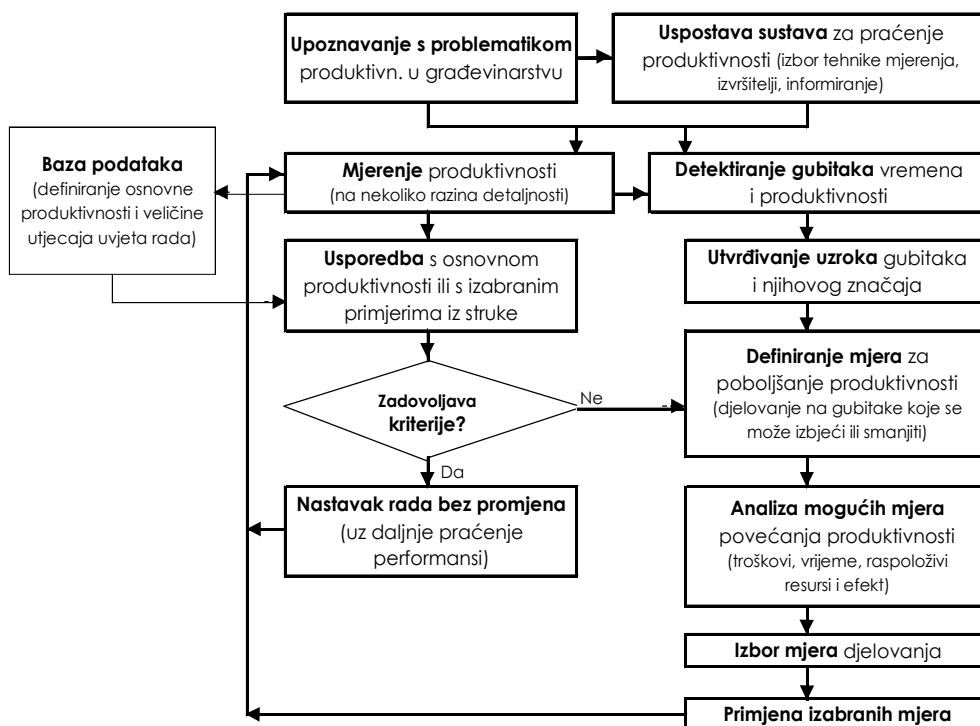 Upoznavanje s problematikom
produktivn. u građevinarstvu
Uspostava sustava za praćenje
produktivnosti (izbor tehnike mjerenja,
izvršitelji, informiranje)
Baza podataka
(definiranje osnovne
produktivnosti i veličine
utjecaja uvjeta rada)
Mjerenje produktivnosti
(na nekoliko razina detaljnosti)
Detektiranje gubitaka vremena
i produktivnosti
Usporedba s osnovnom
produktivnosti ili s izabranim
primjerima iz struke
Utvrđivanje uzroka gubitaka
i njihovog značaja
Zadovoljava
kriterije?
Ne
Da
Definiranje mjera za
poboljšanje produktivnosti
(djelovanje na gubitake koje se
može izbjeći ili smanjiti)
Nastavak rada bez promjena
(uz daljnje praćenje
performansi)
Analiza mogućih mjera
povećanja produktivnosti
(troškovi, vrijeme, raspoloživi
resursi i efekt)
Izbor mjera djelovanja
Primjena izabranih mjera